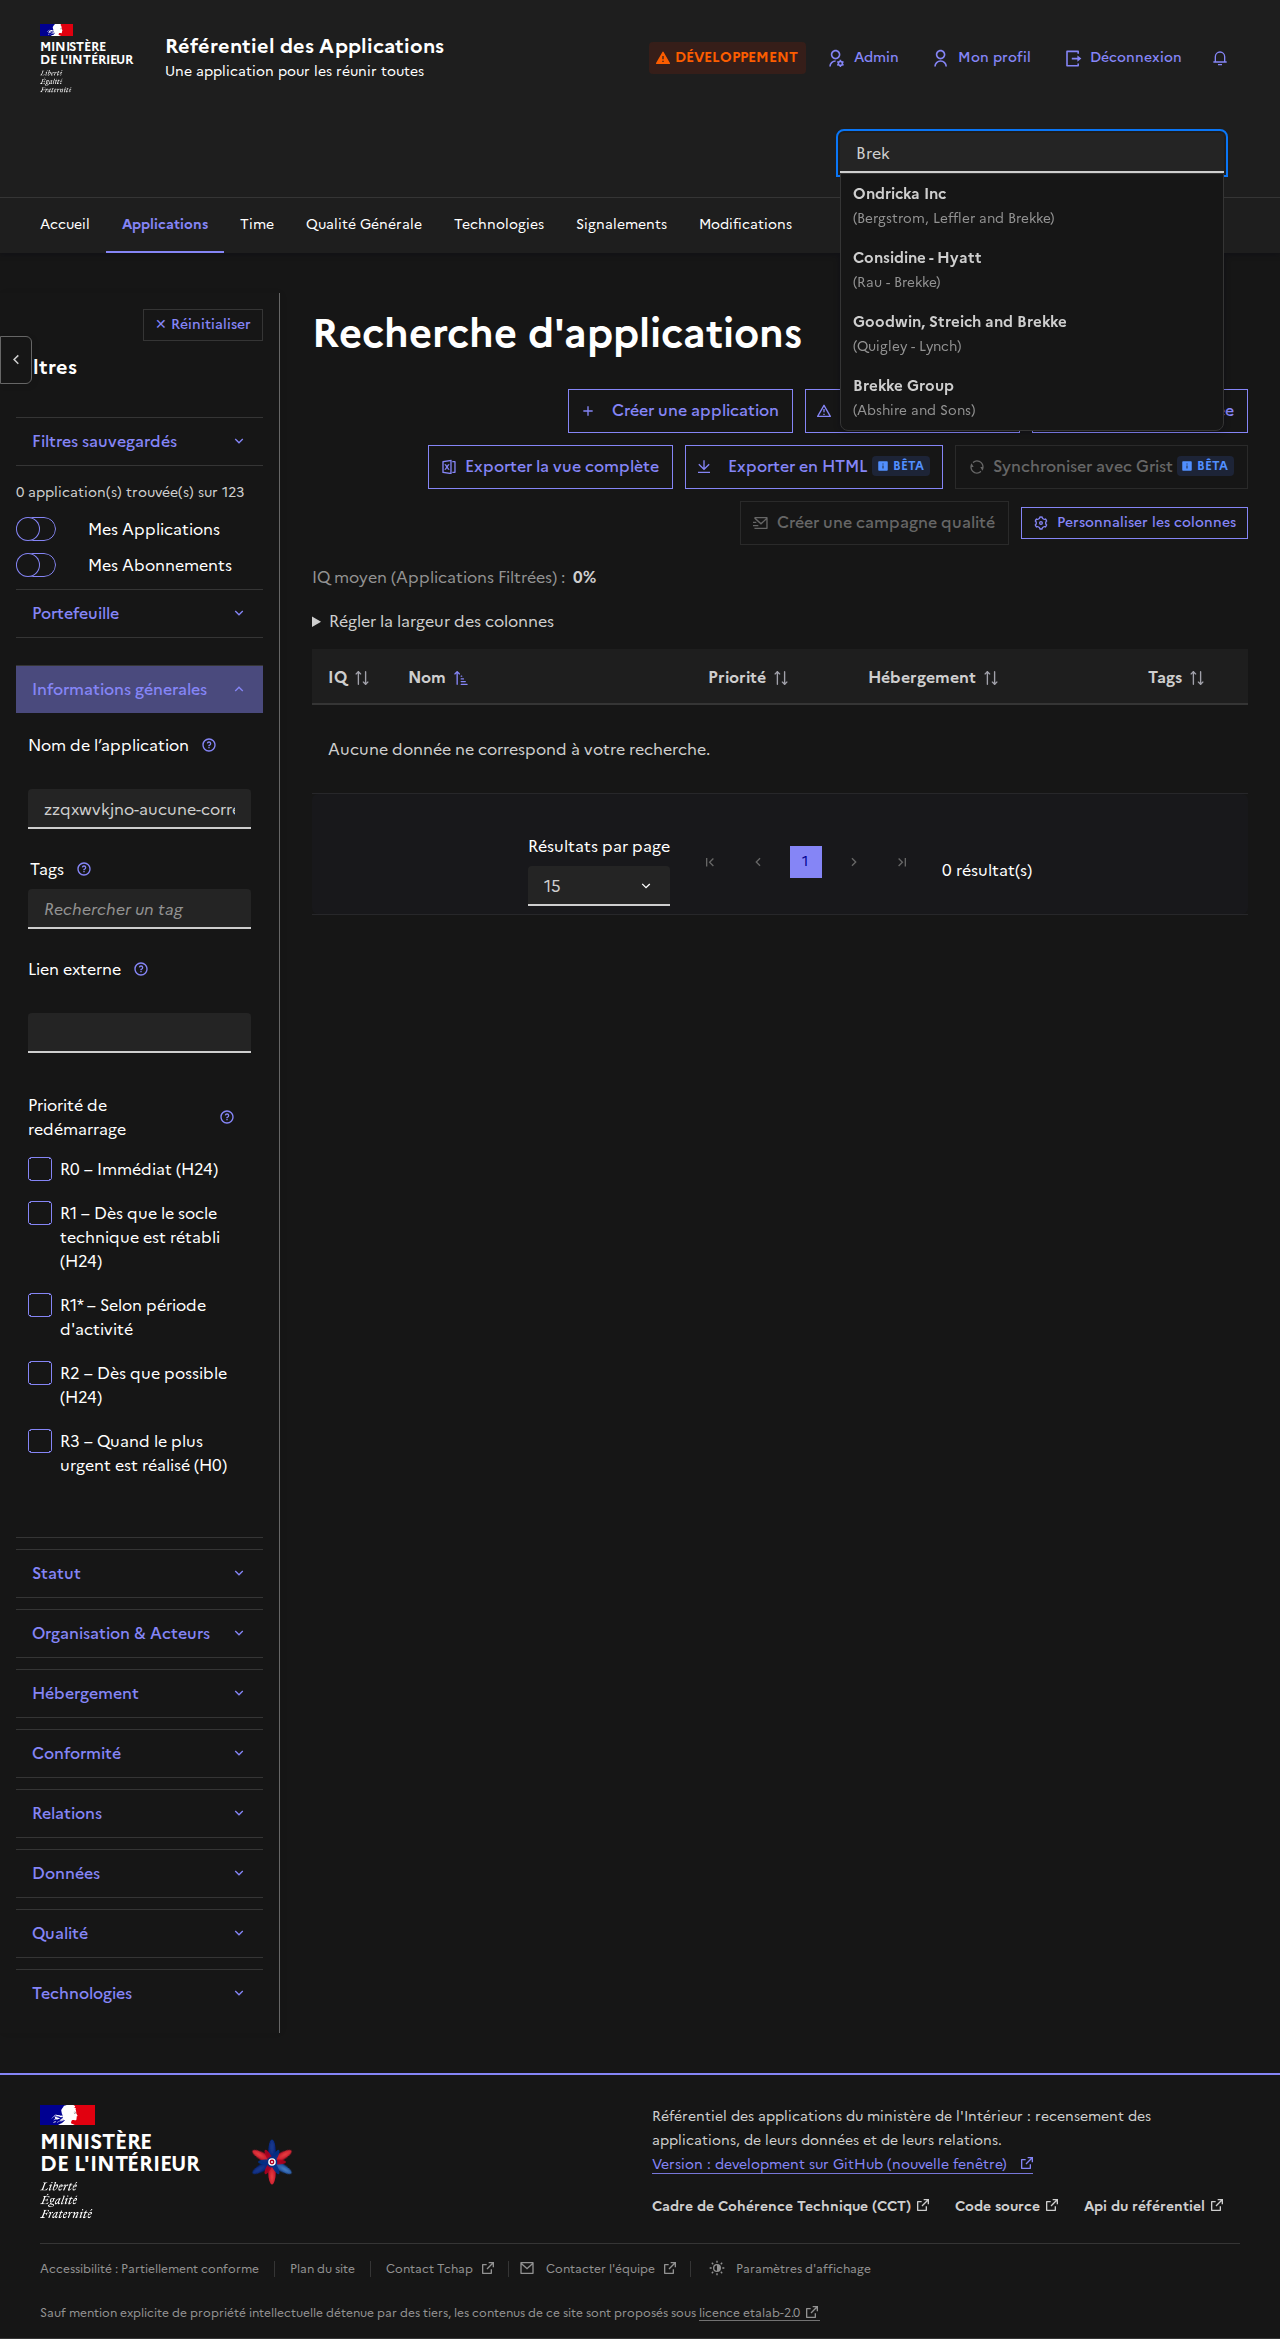 MINISTÈRE
DE L'INTÉRIEUR
Liberté
Égalité
Fraternité
Référentiel des Applications
Une application pour les réunir toutes
DÉVELOPPEMENT
Admin
Mon profil
Déconnexion
Brek
Ondricka Inc
(Bergstrom, Leffler and Brekke)
Considine - Hyatt
(Rau - Brekke)
Goodwin, Streich and Brekke
(Quigley - Lynch)
Brekke Group
(Abshire and Sons)
Accueil
Applications
Time
Qualité Générale
Technologies
Signalements
Modifications
× Réinitialiser
ltres
Filtres sauvegardés
0 application(s) trouvée(s) sur 123
Mes Applications
Mes Abonnements
Portefeuille
Informations génerales
Nom de l’application
zzqxwvkjno-aucune-corre
Tags
Rechercher un tag
Lien externe
Priorité de
redémarrage
R0 – Immédiat (H24)
R1 – Dès que le socle
technique est rétabli
(H24)
R1* – Selon période
d'activité
R2 – Dès que possible
(H24)
R3 – Quand le plus
urgent est réalisé (H0)
Statut
Organisation & Acteurs
Hébergement
Conformité
Relations
Données
Qualité
Technologies
Recherche d'applications
Créer une application
Exporter la vue complète
Exporter en HTML BÊTA
Synchroniser avec Grist BÊTA
Créer une campagne qualité
Personnaliser les colonnes
IQ moyen (Applications Filtrées) : 0%
Régler la largeur des colonnes
IQ
Nom
Priorité
Hébergement
Tags
Aucune donnée ne correspond à votre recherche.
Résultats par page
15
1
0 résultat(s)
MINISTÈRE
DE L'INTÉRIEUR
Liberté
Égalité
Fraternité
Référentiel des applications du ministère de l'Intérieur : recensement des
applications, de leurs données et de leurs relations.
Version : development sur GitHub (nouvelle fenêtre)
Cadre de Cohérence Technique (CCT)
Code source
Api du référentiel
Accessibilité : Partiellement conforme
Plan du site
Contact Tchap
Contacter l'équipe
Paramètres d'affichage
Sauf mention explicite de propriété intellectuelle détenue par des tiers, les contenus de ce site sont proposés sous licence etalab-2.0